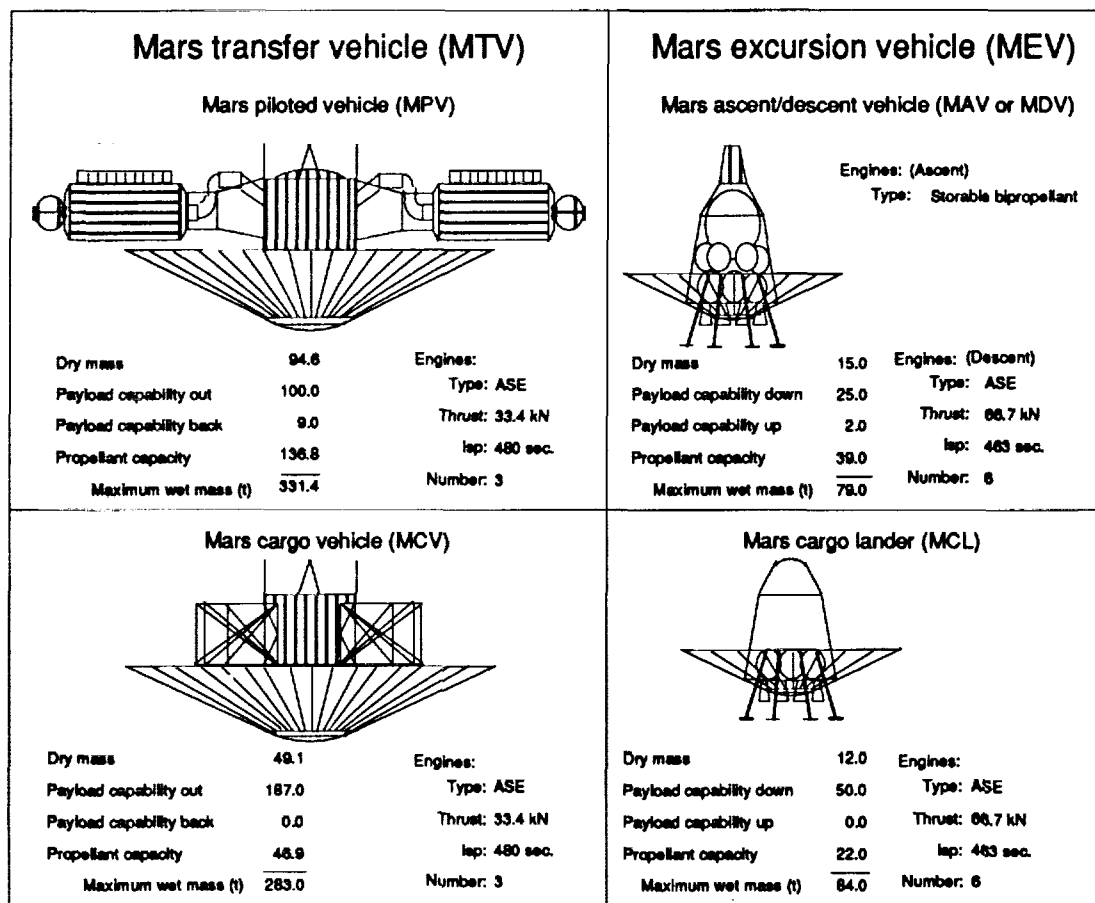 Mars transfer vehicle (MTV)
Mars piloted vehicle (MPV)
Dry mass 94.6
Payload capability out 100.0
Payload capability back 9.0
Propellant capacity 136.8
Maximum wet mass (t) 331.4
Engines:
Type: ASE
Thrust: 33.4 kN
Isp: 480 sec.
Number: 3
Mars excursion vehicle (MEV)
Mars ascent/descent vehicle (MAV or MDV)
Engines: (Ascent)
Type: Storable bipropellant
Dry mass 15.0
Payload capability down 25.0
Payload capability up 2.0
Propellant capacity 39.0
Maximum wet mass (t) 79.0
Engines: (Descent)
Type: ASE
Thrust: 66.7 kN
Isp: 463 sec.
Number: 6
Mars cargo vehicle (MCV)
Dry mass 49.1
Payload capability out 187.0
Payload capability back 0.0
Propellant capacity 46.9
Maximum wet mass (t) 283.0
Engines:
Type: ASE
Thrust: 33.4 kN
Isp: 480 sec.
Number: 3
Mars cargo lander (MCL)
Dry mass 12.0
Payload capability down 50.0
Payload capability up 0.0
Propellant capacity 22.0
Maximum wet mass (t) 84.0
Engines:
Type: ASE
Thrust: 66.7 kN
Isp: 463 sec.
Number: 6